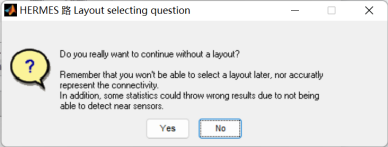 HERMES 路 Layout selecting question
Do you really want to continue without a layout?
Remember that you won't be able to select a layout later, nor accuratly
represent the connectivity.
In addition, some statistics could throw wrong results due to not being
able to detect near sensors.
Yes
No